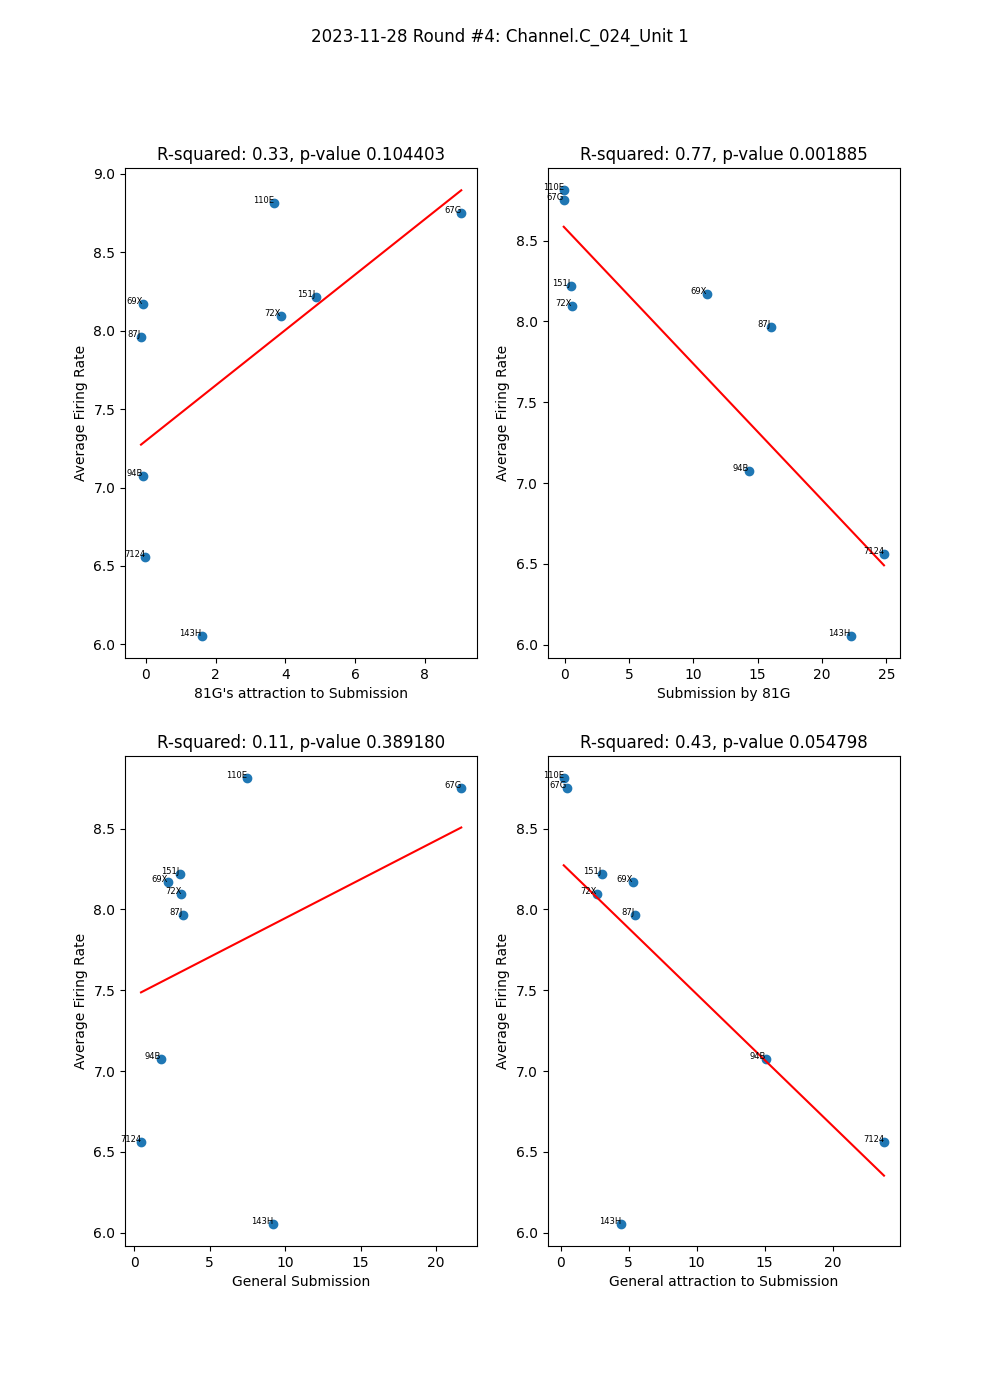 2023-11-28 Round #4: Channel.C_024_Unit 1
R-squared: 0.33, p-value 0.104403
9.0
8.5
8.0
7.5
7.0
6.5
6.0
Average Firing Rate
110E
67G
151J
72X
69X
87J
94B
7124
143H
0 2 4 6 8
81G's attraction to Submission
R-squared: 0.77, p-value 0.001885
8.5
8.0
7.5
7.0
6.5
6.0
Average Firing Rate
110E
67G
151J
72X
69X
87J
94B
7124
143H
0 5 10 15 20 25
Submission by 81G
R-squared: 0.11, p-value 0.389180
8.5
8.0
7.5
7.0
6.5
6.0
Average Firing Rate
110E
67G
151J
69X
72X
87J
94B
7124
143H
0 5 10 15 20
General Submission
R-squared: 0.43, p-value 0.054798
8.5
8.0
7.5
7.0
6.5
6.0
Average Firing Rate
110E
67G
151J
69X
72X
87J
94B
7124
143H
0 5 10 15 20
General attraction to Submission